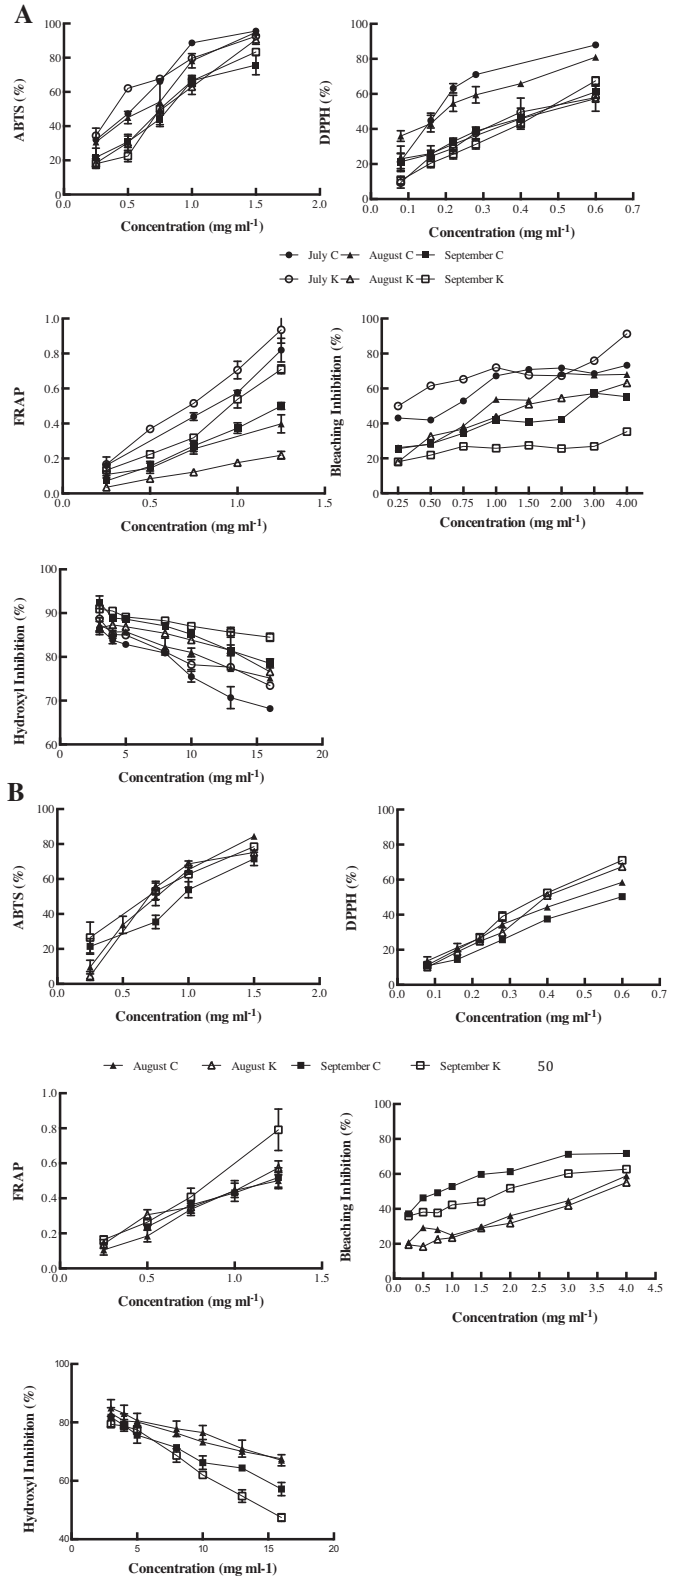 A
ABTS (%)
100
80
60
40
20
0
0.0 0.5 1.0 1.5 2.0
Concentration (mg ml-1)
DPPH (%)
100
80
60
40
20
0
0.0 0.1 0.2 0.3 0.4 0.5 0.6 0.7
Concentration (mg ml-1)
July C August C September C
July K August K September K
FRAP
1.0
0.8
0.6
0.4
0.2
0.0
0.0 0.5 1.0 1.5
Concentration (mg ml-1)
Bleaching Inhibition (%)
100
80
60
40
20
0
0.25 0.50 0.75 1.00 1.50 2.00 3.00 4.00
Concentration (mg ml-1)
Hydroxyl Inhibition (%)
100
90
80
70
60
0 5 10 15 20
Concentration (mg ml-1)
B
ABTS (%)
100
80
60
40
20
0
0.0 0.5 1.0 1.5 2.0
Concentration (mg ml-1)
DPPH (%)
100
80
60
40
20
0
0.0 0.1 0.2 0.3 0.4 0.5 0.6 0.7
Concentration (mg ml-1)
August C August K September C September K 50
FRAP
1.0
0.8
0.6
0.4
0.2
0.0
0.0 0.5 1.0 1.5
Concentration (mg ml-1)
Bleaching Inhibition (%)
100
80
60
40
20
0
0.0 0.5 1.0 1.5 2.0 2.5 3.0 3.5 4.0 4.5
Concentration (mg ml-1)
Hydroxyl Inhibition (%)
100
80
60
40
0 5 10 15 20
Concentration (mg ml-1)